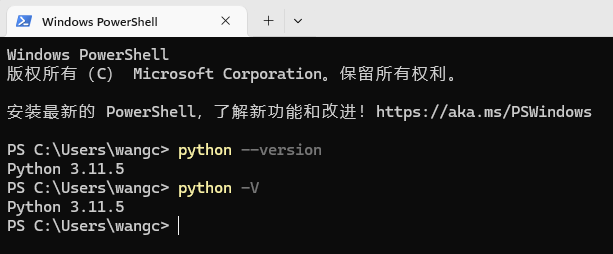 Windows PowerShell
Windows PowerShell
版权所有（C） Microsoft Corporation。保留所有权利。
安装最新的 PowerShell，了解新功能和改进！https://aka.ms/PSWindows
PS C:\Users\wangc> python --version
Python 3.11.5
PS C:\Users\wangc> python -V
Python 3.11.5
PS C:\Users\wangc>